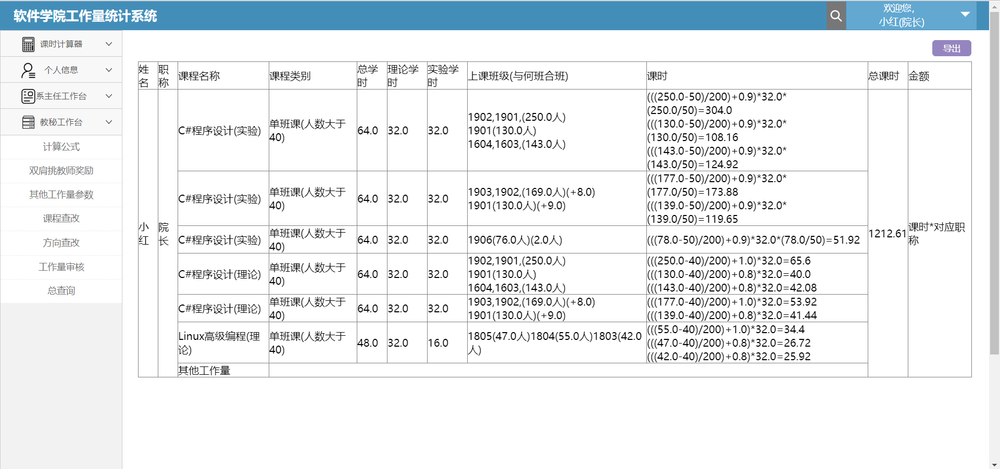 软件学院工作量统计系统
欢迎您,
小红(院长)
课时计算器
个人信息
系主任工作台
教秘工作台
计算公式
双肩挑教师奖励
其他工作量参数
课程查改
方向查改
工作量审核
总查询
导出
姓
名
职
称
课程名称
课程类别
总学
时
理论学
时
实验学
时
上课班级(与何班合班)
课时
总课时
金额
小
红
院
长
C#程序设计(实验)
单班课(人数大于
40)
64.0
32.0
32.0
1902,1901,(250.0人)
1901(130.0人)
1604,1603,(143.0人)
(((250.0-50)/200)+0.9)*32.0*
(250.0/50)=304.0
(((130.0-50)/200)+0.9)*32.0*
(130.0/50)=108.16
(((143.0-50)/200)+0.9)*32.0*
(143.0/50)=124.92
C#程序设计(实验)
单班课(人数大于
40)
64.0
32.0
32.0
1903,1902,(169.0人)(+8.0)
1901(130.0人)(+9.0)
(((177.0-50)/200)+0.9)*32.0*
(177.0/50)=173.88
(((139.0-50)/200)+0.9)*32.0*
(139.0/50)=119.65
C#程序设计(实验)
单班课(人数大于
40)
64.0
32.0
32.0
1906(76.0人)(2.0人)
(((78.0-50)/200)+0.9)*32.0*(78.0/50)=51.92
C#程序设计(理论)
单班课(人数大于
40)
64.0
32.0
32.0
1902,1901,(250.0人)
1901(130.0人)
1604,1603,(143.0人)
(((250.0-40)/200)+1.0)*32.0=65.6
(((130.0-40)/200)+0.8)*32.0=40.0
(((143.0-40)/200)+0.8)*32.0=42.08
C#程序设计(理论)
单班课(人数大于
40)
64.0
32.0
32.0
1903,1902,(169.0人)(+8.0)
1901(130.0人)(+9.0)
(((177.0-40)/200)+1.0)*32.0=53.92
(((139.0-40)/200)+0.8)*32.0=41.44
Linux高级编程(理
论)
单班课(人数大于
40)
48.0
32.0
16.0
1805(47.0人)1804(55.0人)1803(42.0
人)
(((55.0-40)/200)+1.0)*32.0=34.4
(((47.0-40)/200)+0.8)*32.0=26.72
(((42.0-40)/200)+0.8)*32.0=25.92
其他工作量
1212.61
课时*对应职
称